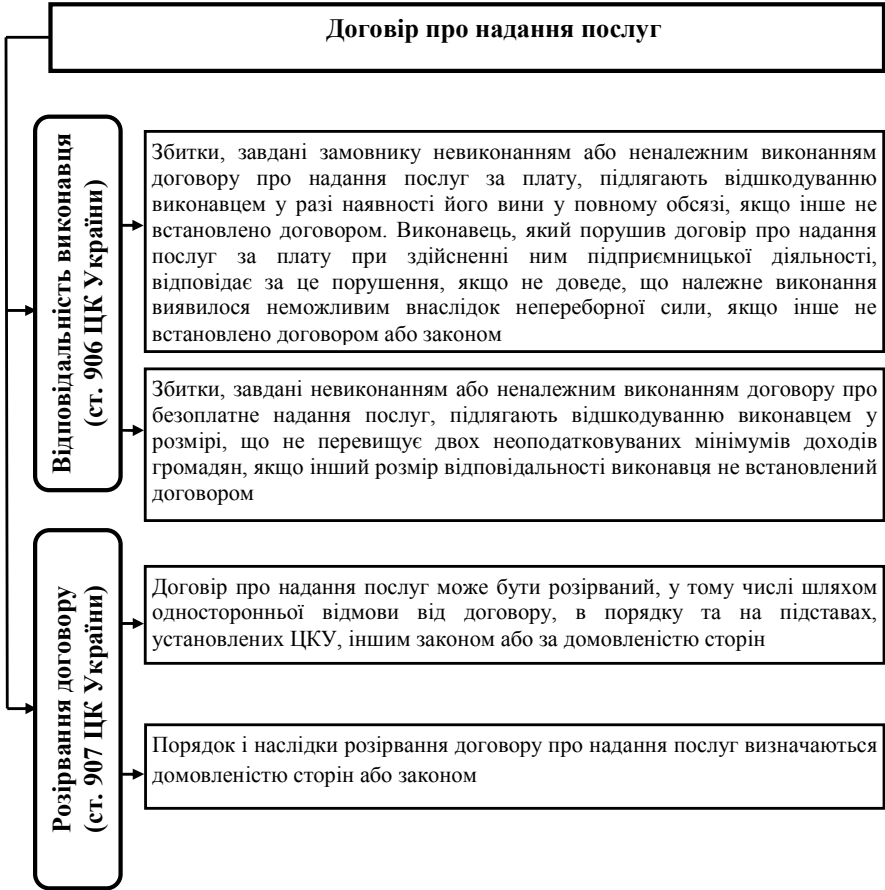 Договір про надання послуг
Відповідальність виконавця
(ст. 906 ЦК України)
Збитки, завдані замовнику невиконанням або неналежним виконанням
договору про надання послуг за плату, підлягають відшкодуванню
виконавцем у разі наявності його вини у повному обсязі, якщо інше не
встановлено договором. Виконавець, який порушив договір про надання
послуг за плату при здійсненні ним підприємницької діяльності,
відповідає за це порушення, якщо не доведе, що належне виконання
виявилося неможливим внаслідок непереборної сили, якщо інше не
встановлено договором або законом
Збитки, завдані невиконанням або неналежним виконанням договору про
безоплатне надання послуг, підлягають відшкодуванню виконавцем у
розмірі, що не перевищує двох неоподатковуваних мінімумів доходів
громадян, якщо інший розмір відповідальності виконавця не встановлений
договором
Розірвання договору
(ст. 907 ЦК України)
Договір про надання послуг може бути розірваний, у тому числі шляхом
односторонньої відмови від договору, в порядку та на підставах,
установлених ЦКУ, іншим законом або за домовленістю сторін
Порядок і наслідки розірвання договору про надання послуг визначаються
домовленістю сторін або законом